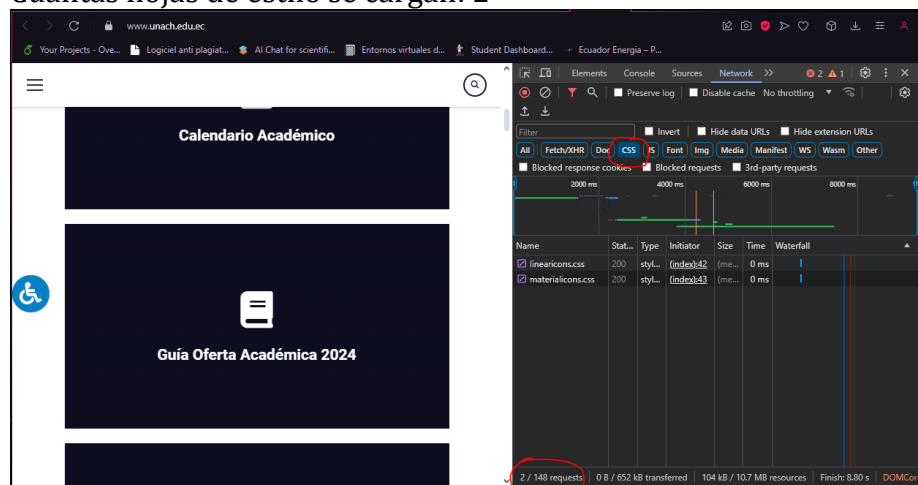 Cuantas hojas de estilo se cargan: 2
www.unach.edu.ec
Your Projects - Ove... Logiciel anti plagiat... AI Chat for scientifi... Entornos virtuales d... Student Dashboard... Ecuador Energia – P...
Elements Console Sources Network 2 1
Preserve log Disable cache No throttling
Filter Invert Hide data URLs Hide extension URLs
All Fetch/XHR Doc CSS JS Font Img Media Manifest WS Wasm Other
Blocked response cookies Blocked requests 3rd-party requests
2000 ms 4000 ms 6000 ms 8000 ms
Name Stat... Type Initiator Size Time Waterfall
linearicons.css 200 styl... (index):42 (me... 0 ms
materialicons.css 200 styl... (index):43 (me... 0 ms
2 / 148 requests 0 B / 652 kB transferred 104 kB / 10.7 MB resources Finish: 8.80 s DOMCor
Calendario Académico
Guía Oferta Académica 2024